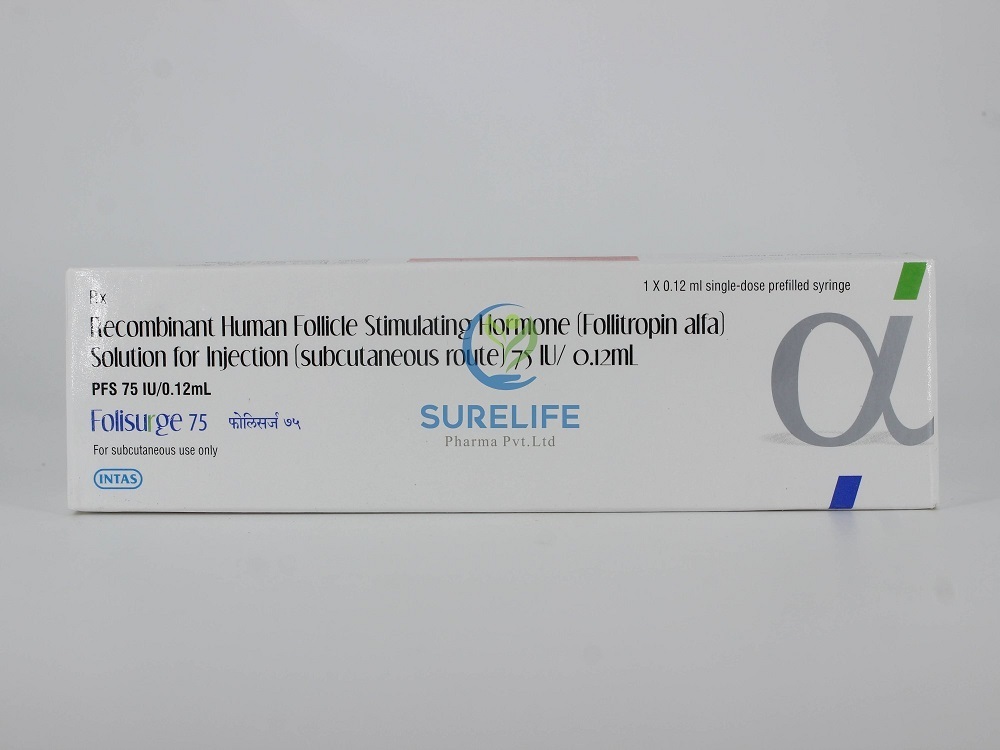 Rx
1 X 0.12 ml single-dose prefilled syringe
Recombinant Human Follicle Stimulating Hormone (Follitropin alfa)
Solution for Injection (subcutaneous route) 75 IU/ 0.12mL
PFS 75 IU/0.12mL
Folisurge 75 फोलिसर्ज ७५
For subcutaneous use only
INTAS
α
SURELIFE
Pharma Pvt.Ltd